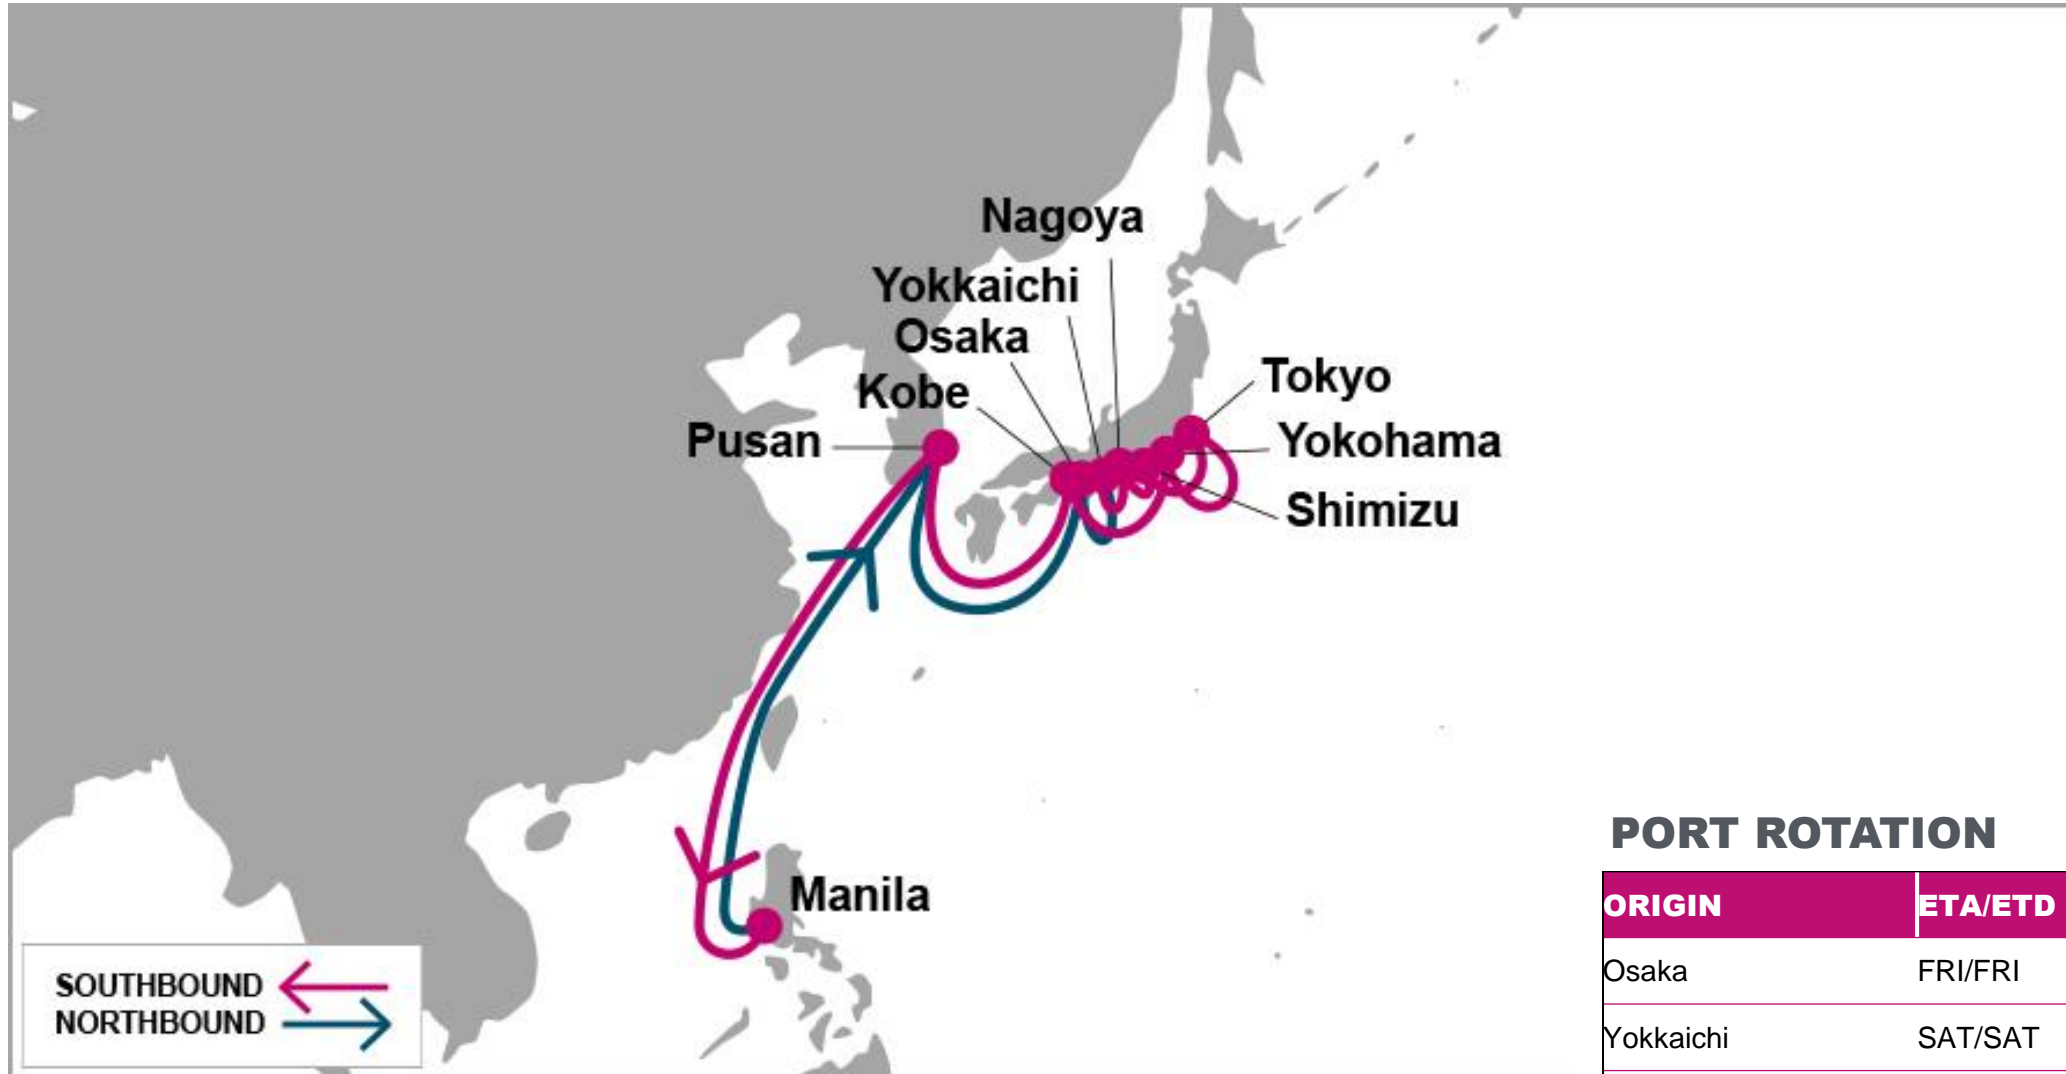 Nagoya
Yokkaichi
Osaka
Kobe
Pusan
Tokyo
Yokohama
Shimizu
Manila
SOUTHBOUND
NORTHBOUND
PORT ROTATION
ORIGIN ETA/ETD
Osaka FRI/FRI
Yokkaichi SAT/SAT